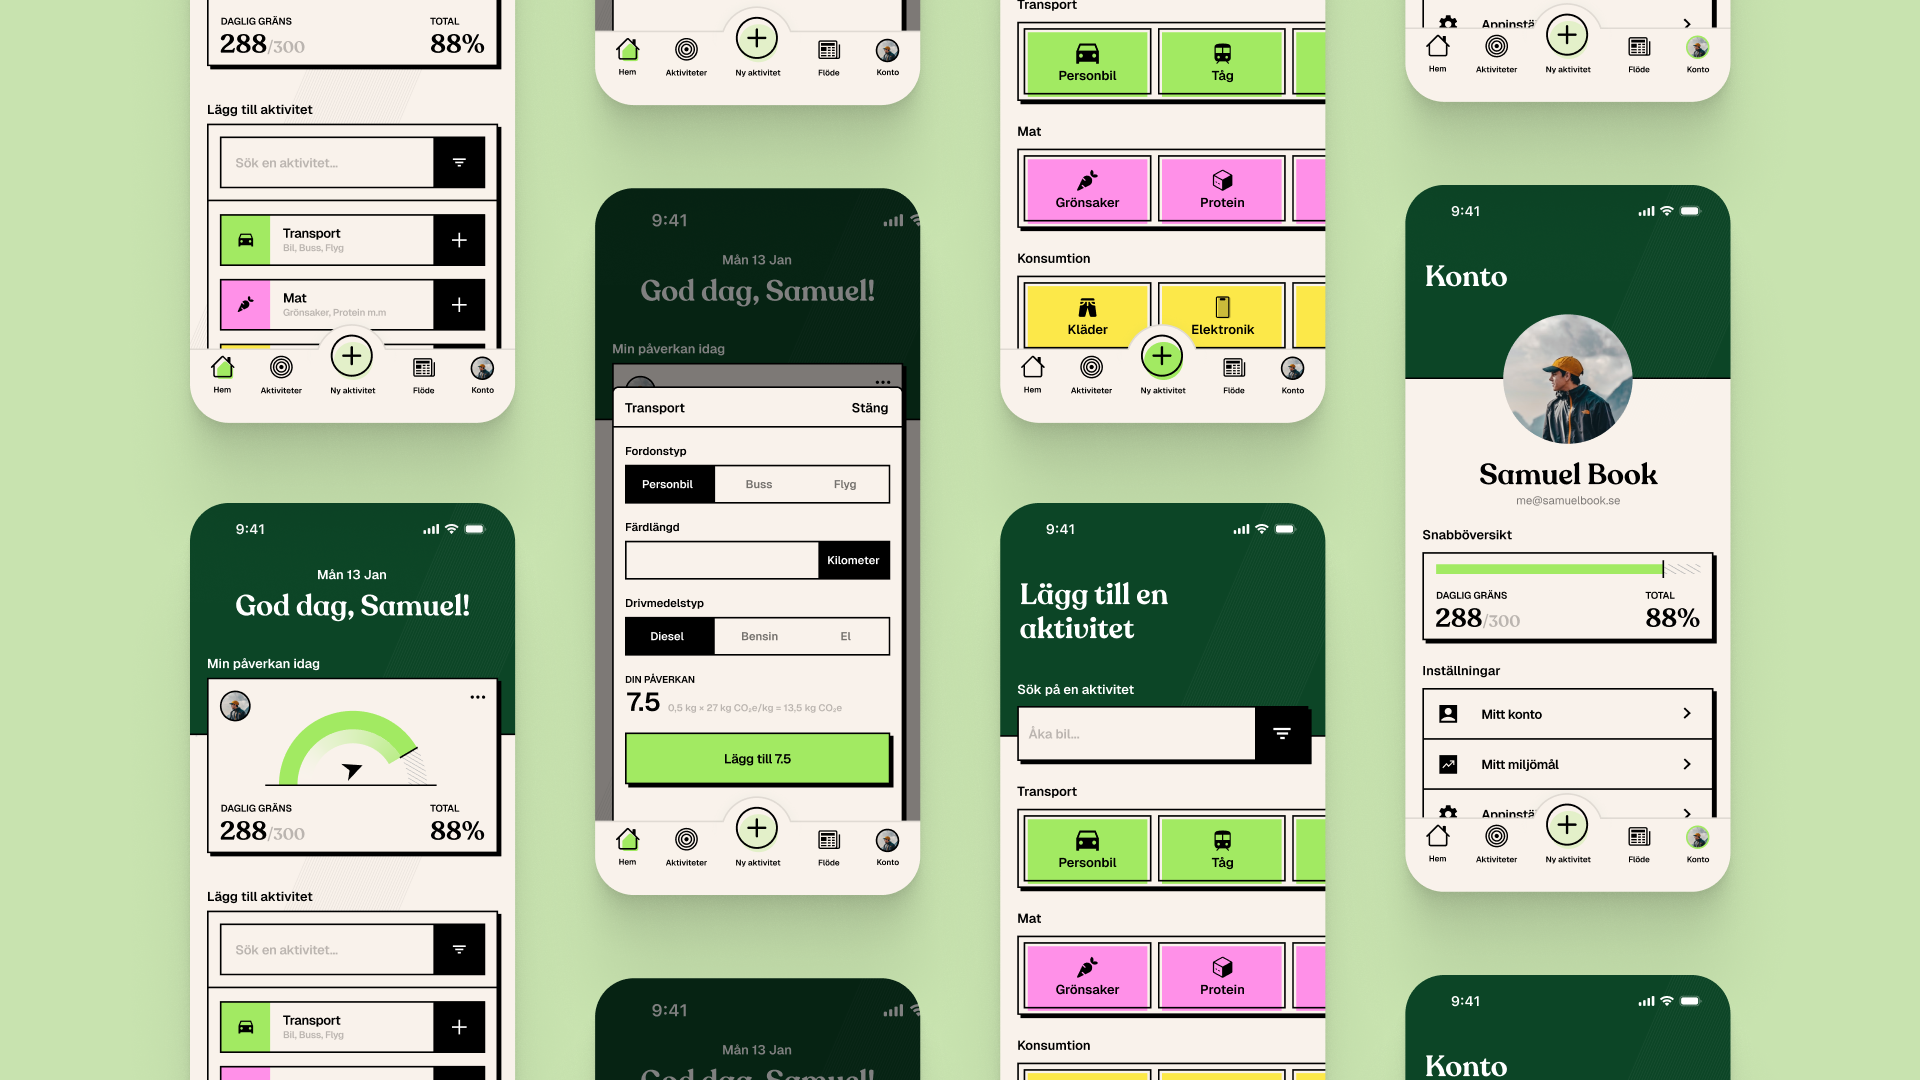 DAGLIG GRÄNS
TOTAL
288/300
88%
Lägg till aktivitet
Sök en aktivitet...
Transport
Bil, Buss, Flyg
Mat
Grönsaker, Protein m.m
Hem
Aktiviteter
Ny aktivitet
Flöde
Konto
9:41
Mån 13 Jan
God dag, Samuel!
Min påverkan idag
DAGLIG GRÄNS
TOTAL
288/300
88%
Lägg till aktivitet
Sök en aktivitet...
Transport
Bil, Buss, Flyg
Hem
Aktiviteter
Ny aktivitet
Flöde
Konto
9:41
Mån 13 Jan
God dag, Samuel!
Min påverkan idag
Transport
Stäng
Fordonstyp
Personbil
Buss
Flyg
Färdlängd
Kilometer
Drivmedelstyp
Diesel
Bensin
El
DIN PÅVERKAN
7.5
0,5 kg × 27 kg CO₂e/kg = 13,5 kg CO₂e
Lägg till 7.5
Hem
Aktiviteter
Ny aktivitet
Flöde
Konto
9:41
Mån 13 Jan
God dag, Samuel!
Transport
Personbil
Tåg
Mat
Grönsaker
Protein
Konsumtion
Kläder
Elektronik
Hem
Aktiviteter
Ny aktivitet
Flöde
Konto
9:41
Lägg till en
aktivitet
Sök på en aktivitet
Åka bil...
Transport
Personbil
Tåg
Mat
Grönsaker
Protein
Konsumtion
Appinstä
Hem
Aktiviteter
Ny aktivitet
Flöde
Konto
9:41
Konto
Samuel Book
me@samuelbook.se
Snabböversikt
DAGLIG GRÄNS
TOTAL
288/300
88%
Inställningar
Mitt konto
Mitt miljömål
Appinstä
Hem
Aktiviteter
Ny aktivitet
Flöde
Konto
9:41
Konto